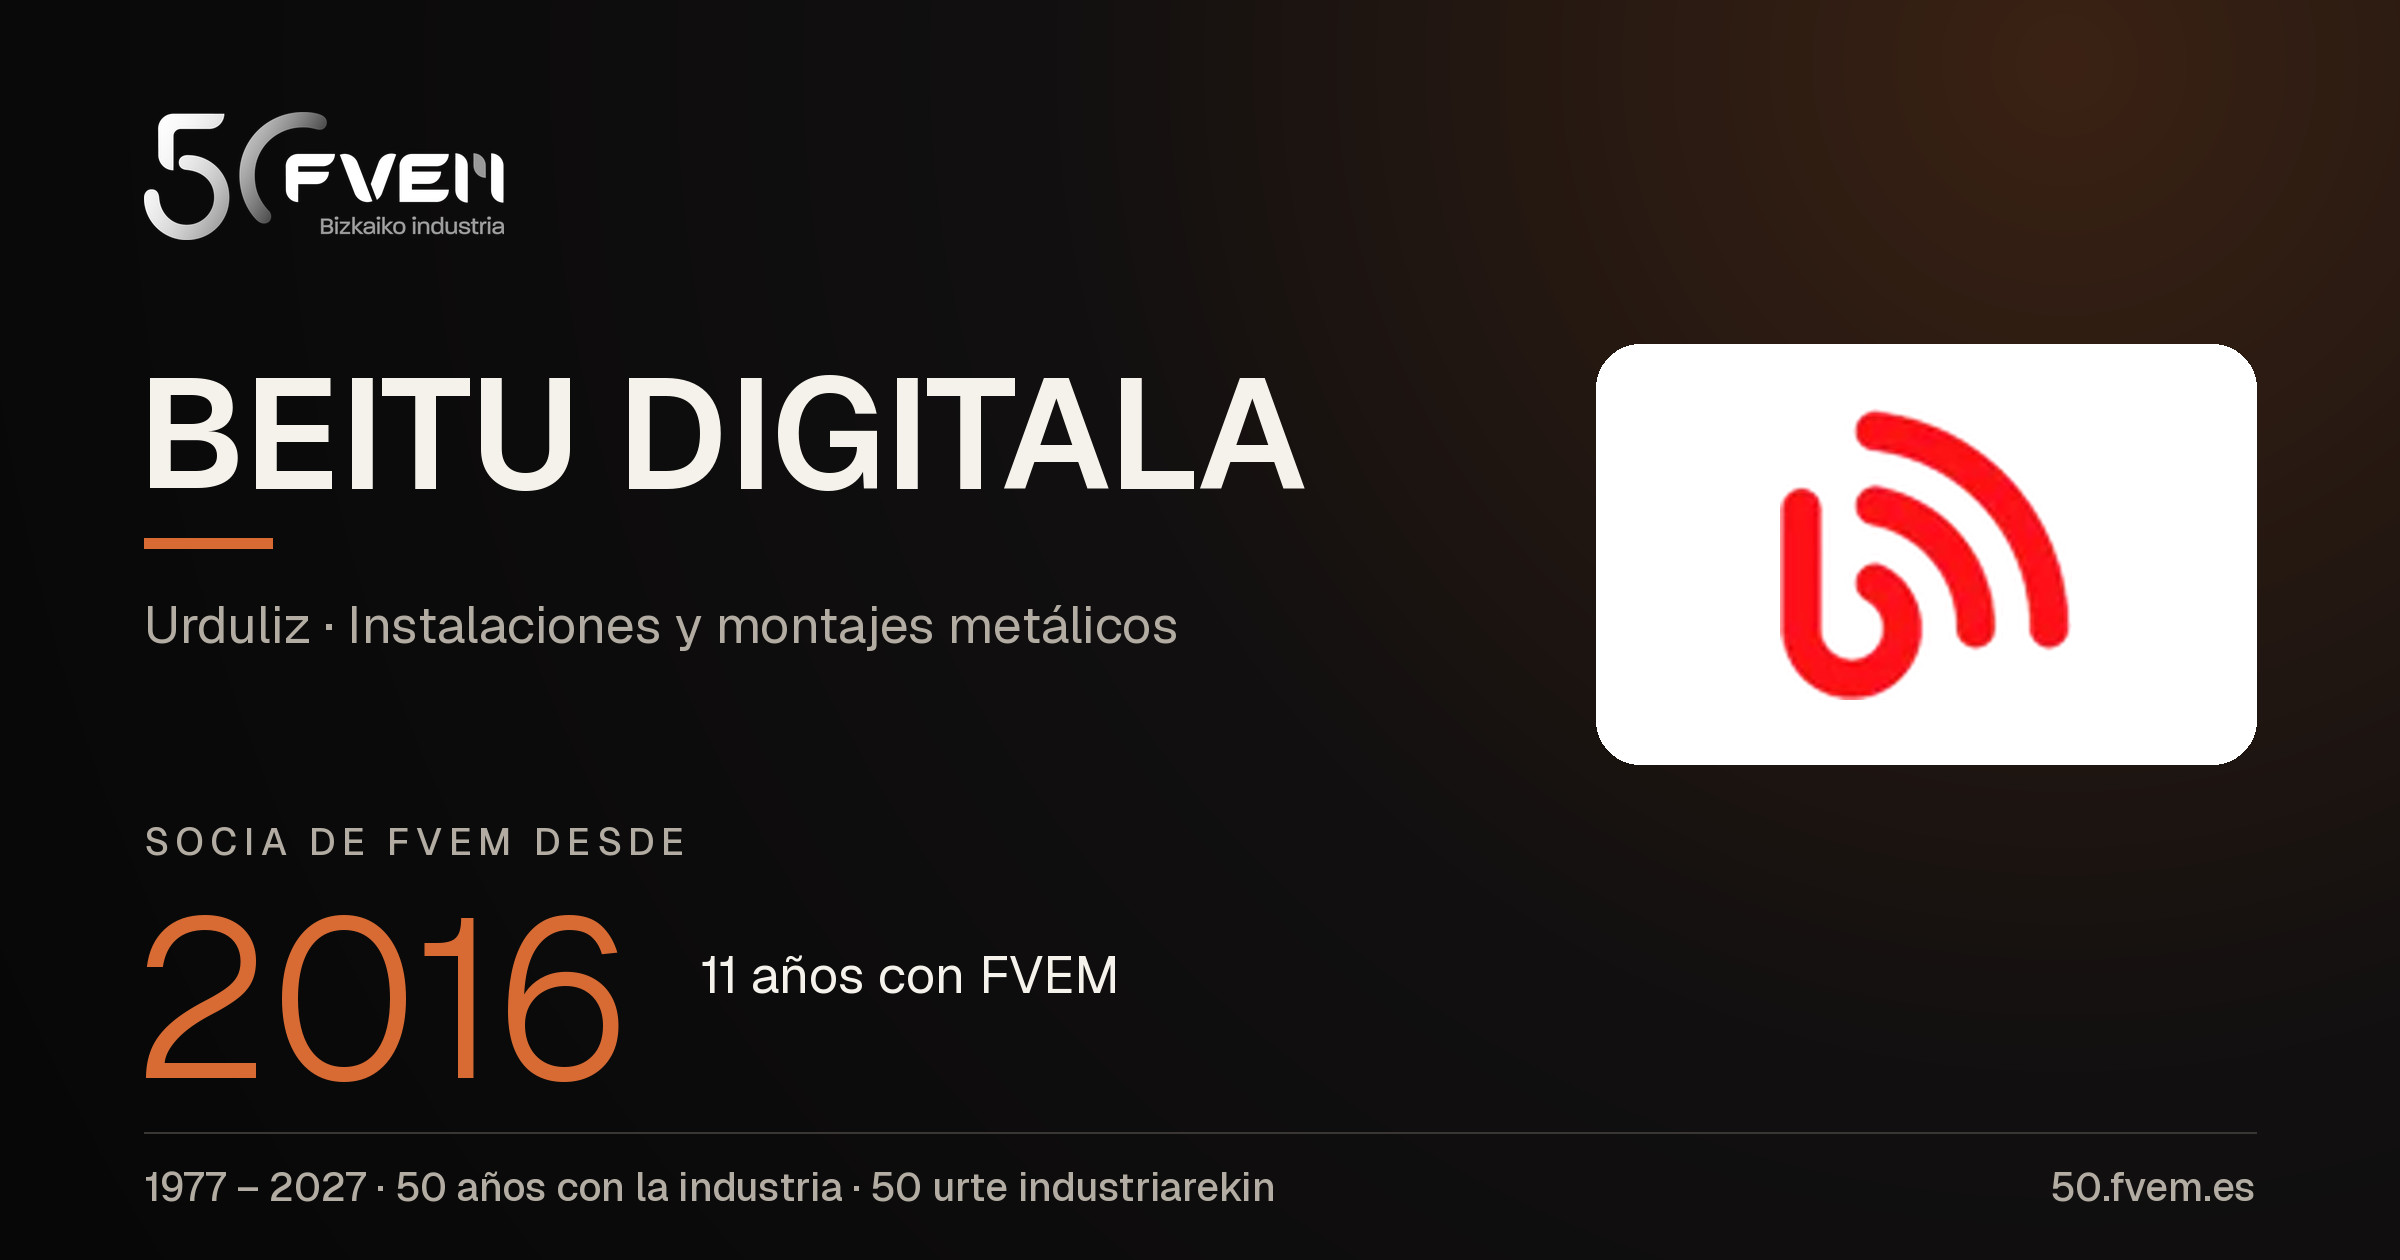 50 FVEM
Bizkaiko industria
BEITU DIGITALA
Urduliz · Instalaciones y montajes metálicos
SOCIA DE FVEM DESDE
2016
11 años con FVEM
1977 – 2027 · 50 años con la industria · 50 urte industriarekin
50.fvem.es